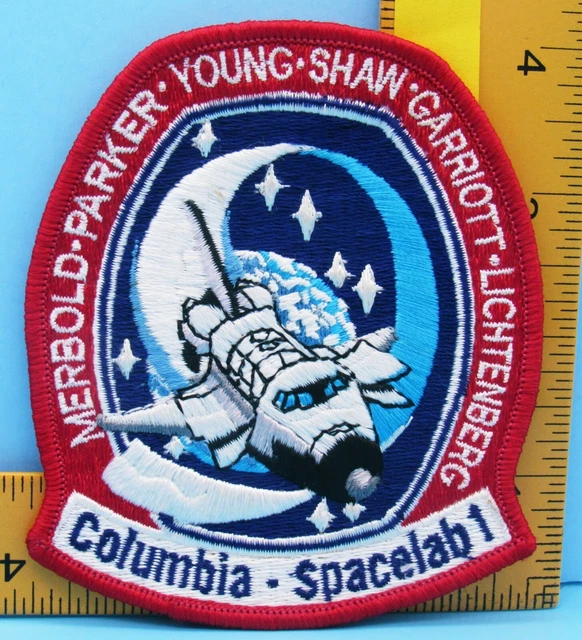 MERBOLD·PARKER·YOUNG·SHAW·GARRIOTT·LICHTENBERG
Columbia · Spacelab 1
4
4